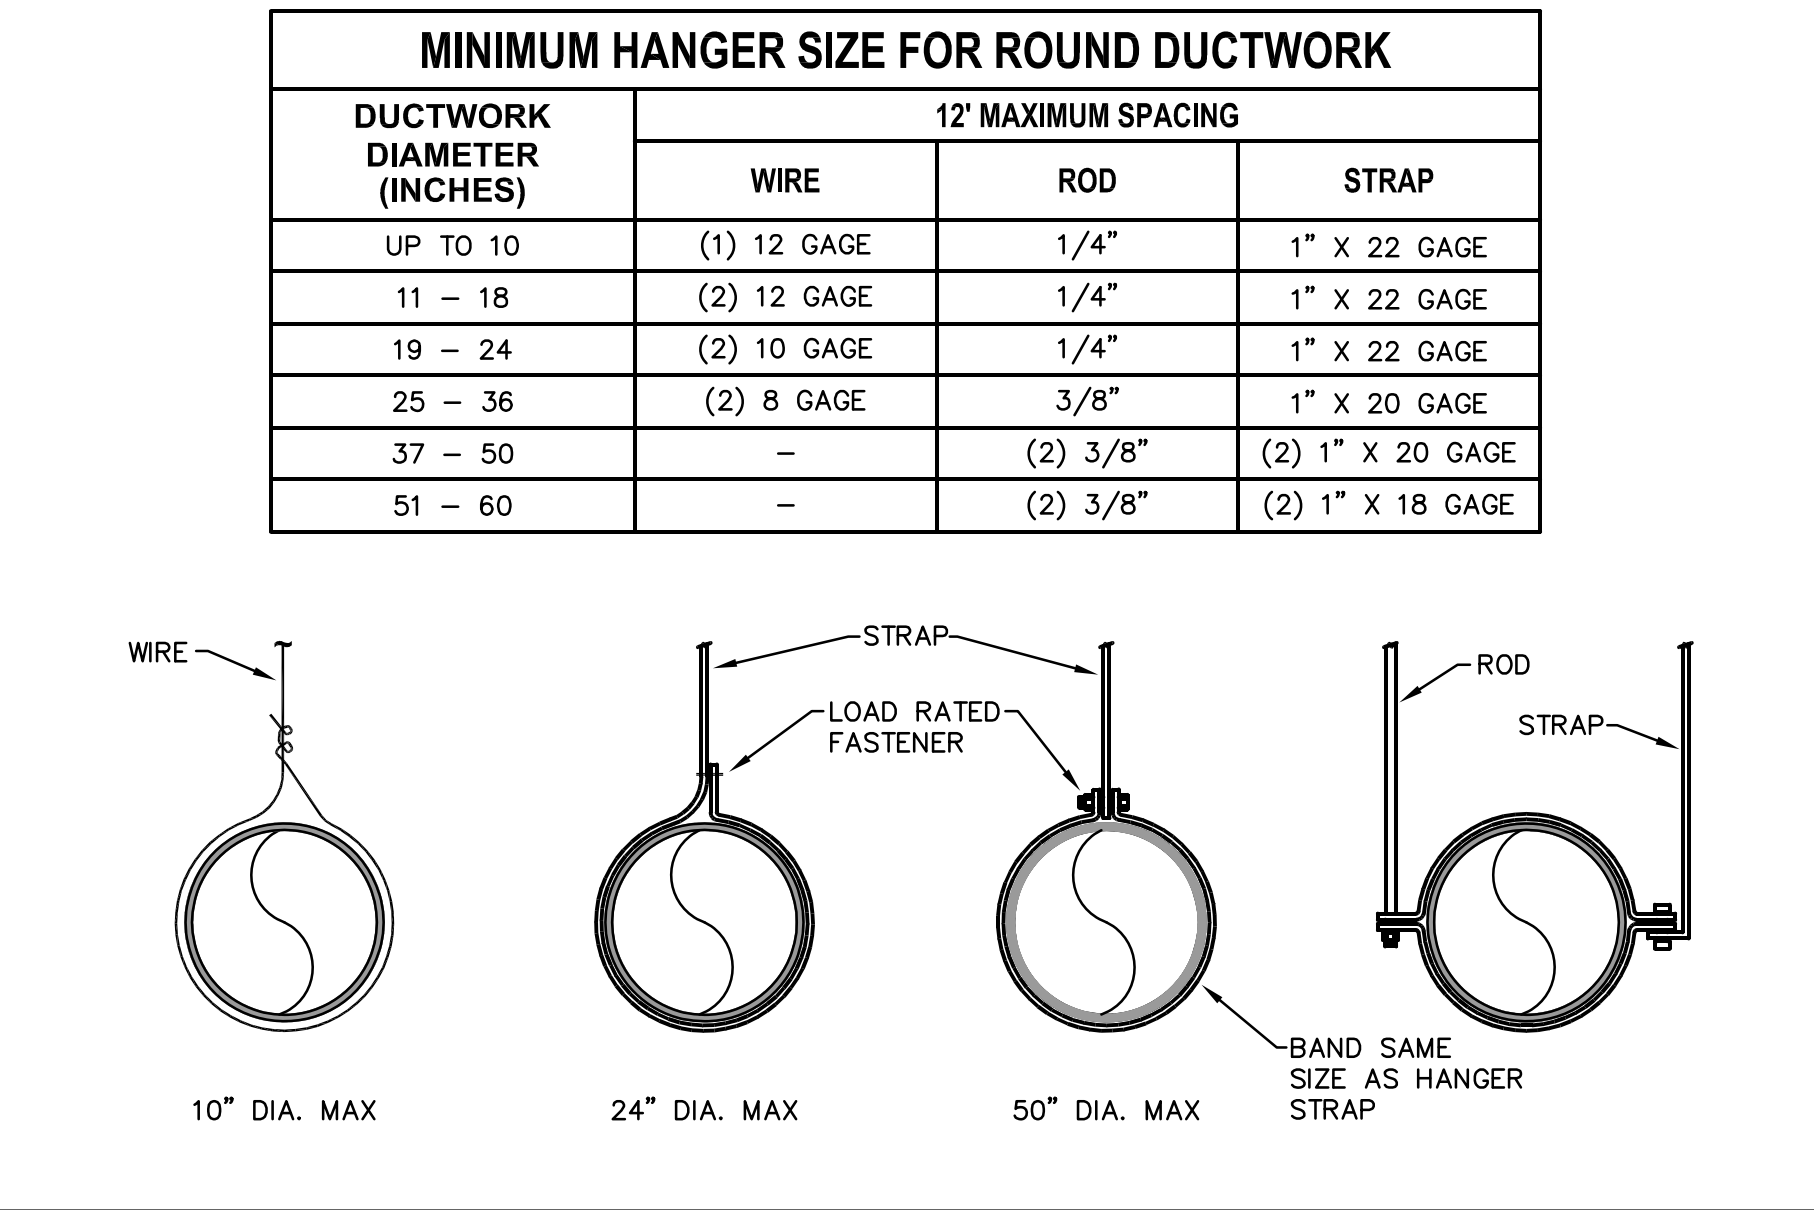 MINIMUM HANGER SIZE FOR ROUND DUCTWORK
DUCTWORK
DIAMETER
(INCHES)
12' MAXIMUM SPACING
WIRE ROD STRAP
UP TO 10 (1) 12 GAGE 1/4” 1” X 22 GAGE
11 – 18 (2) 12 GAGE 1/4” 1” X 22 GAGE
19 – 24 (2) 10 GAGE 1/4” 1” X 22 GAGE
25 – 36 (2) 8 GAGE 3/8” 1” X 20 GAGE
37 – 50 – (2) 3/8” (2) 1” X 20 GAGE
51 – 60 – (2) 3/8” (2) 1” X 18 GAGE
WIRE
STRAP
LOAD RATED
FASTENER
ROD
STRAP
BAND SAME
SIZE AS HANGER
STRAP
10” DIA. MAX
24” DIA. MAX
50” DIA. MAX